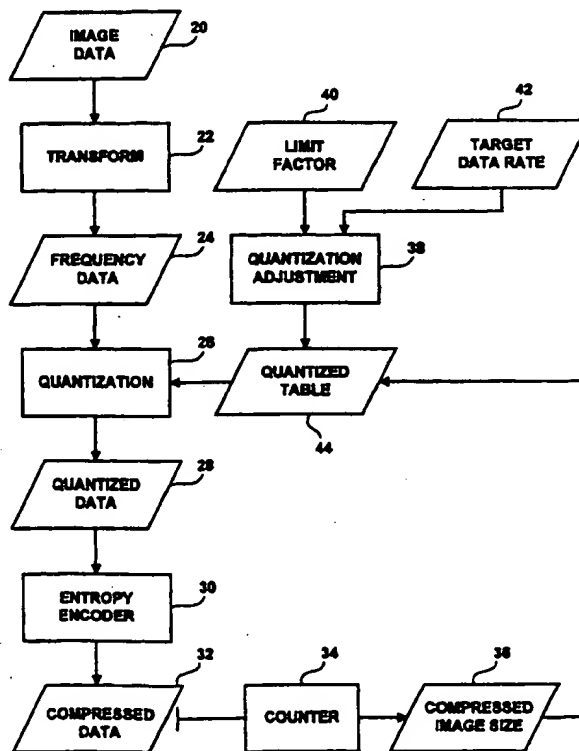 IMAGE
DATA
20
TRANSFORM
22
40
LIMIT
FACTOR
42
TARGET
DATA RATE
FREQUENCY
DATA
24
QUANTIZATION
ADJUSTMENT
38
QUANTIZATION
26
QUANTIZED
TABLE
44
QUANTIZED
DATA
28
ENTROPY
ENCODER
30
COMPRESSED
DATA
32
COUNTER
34
COMPRESSED
IMAGE SIZE
36